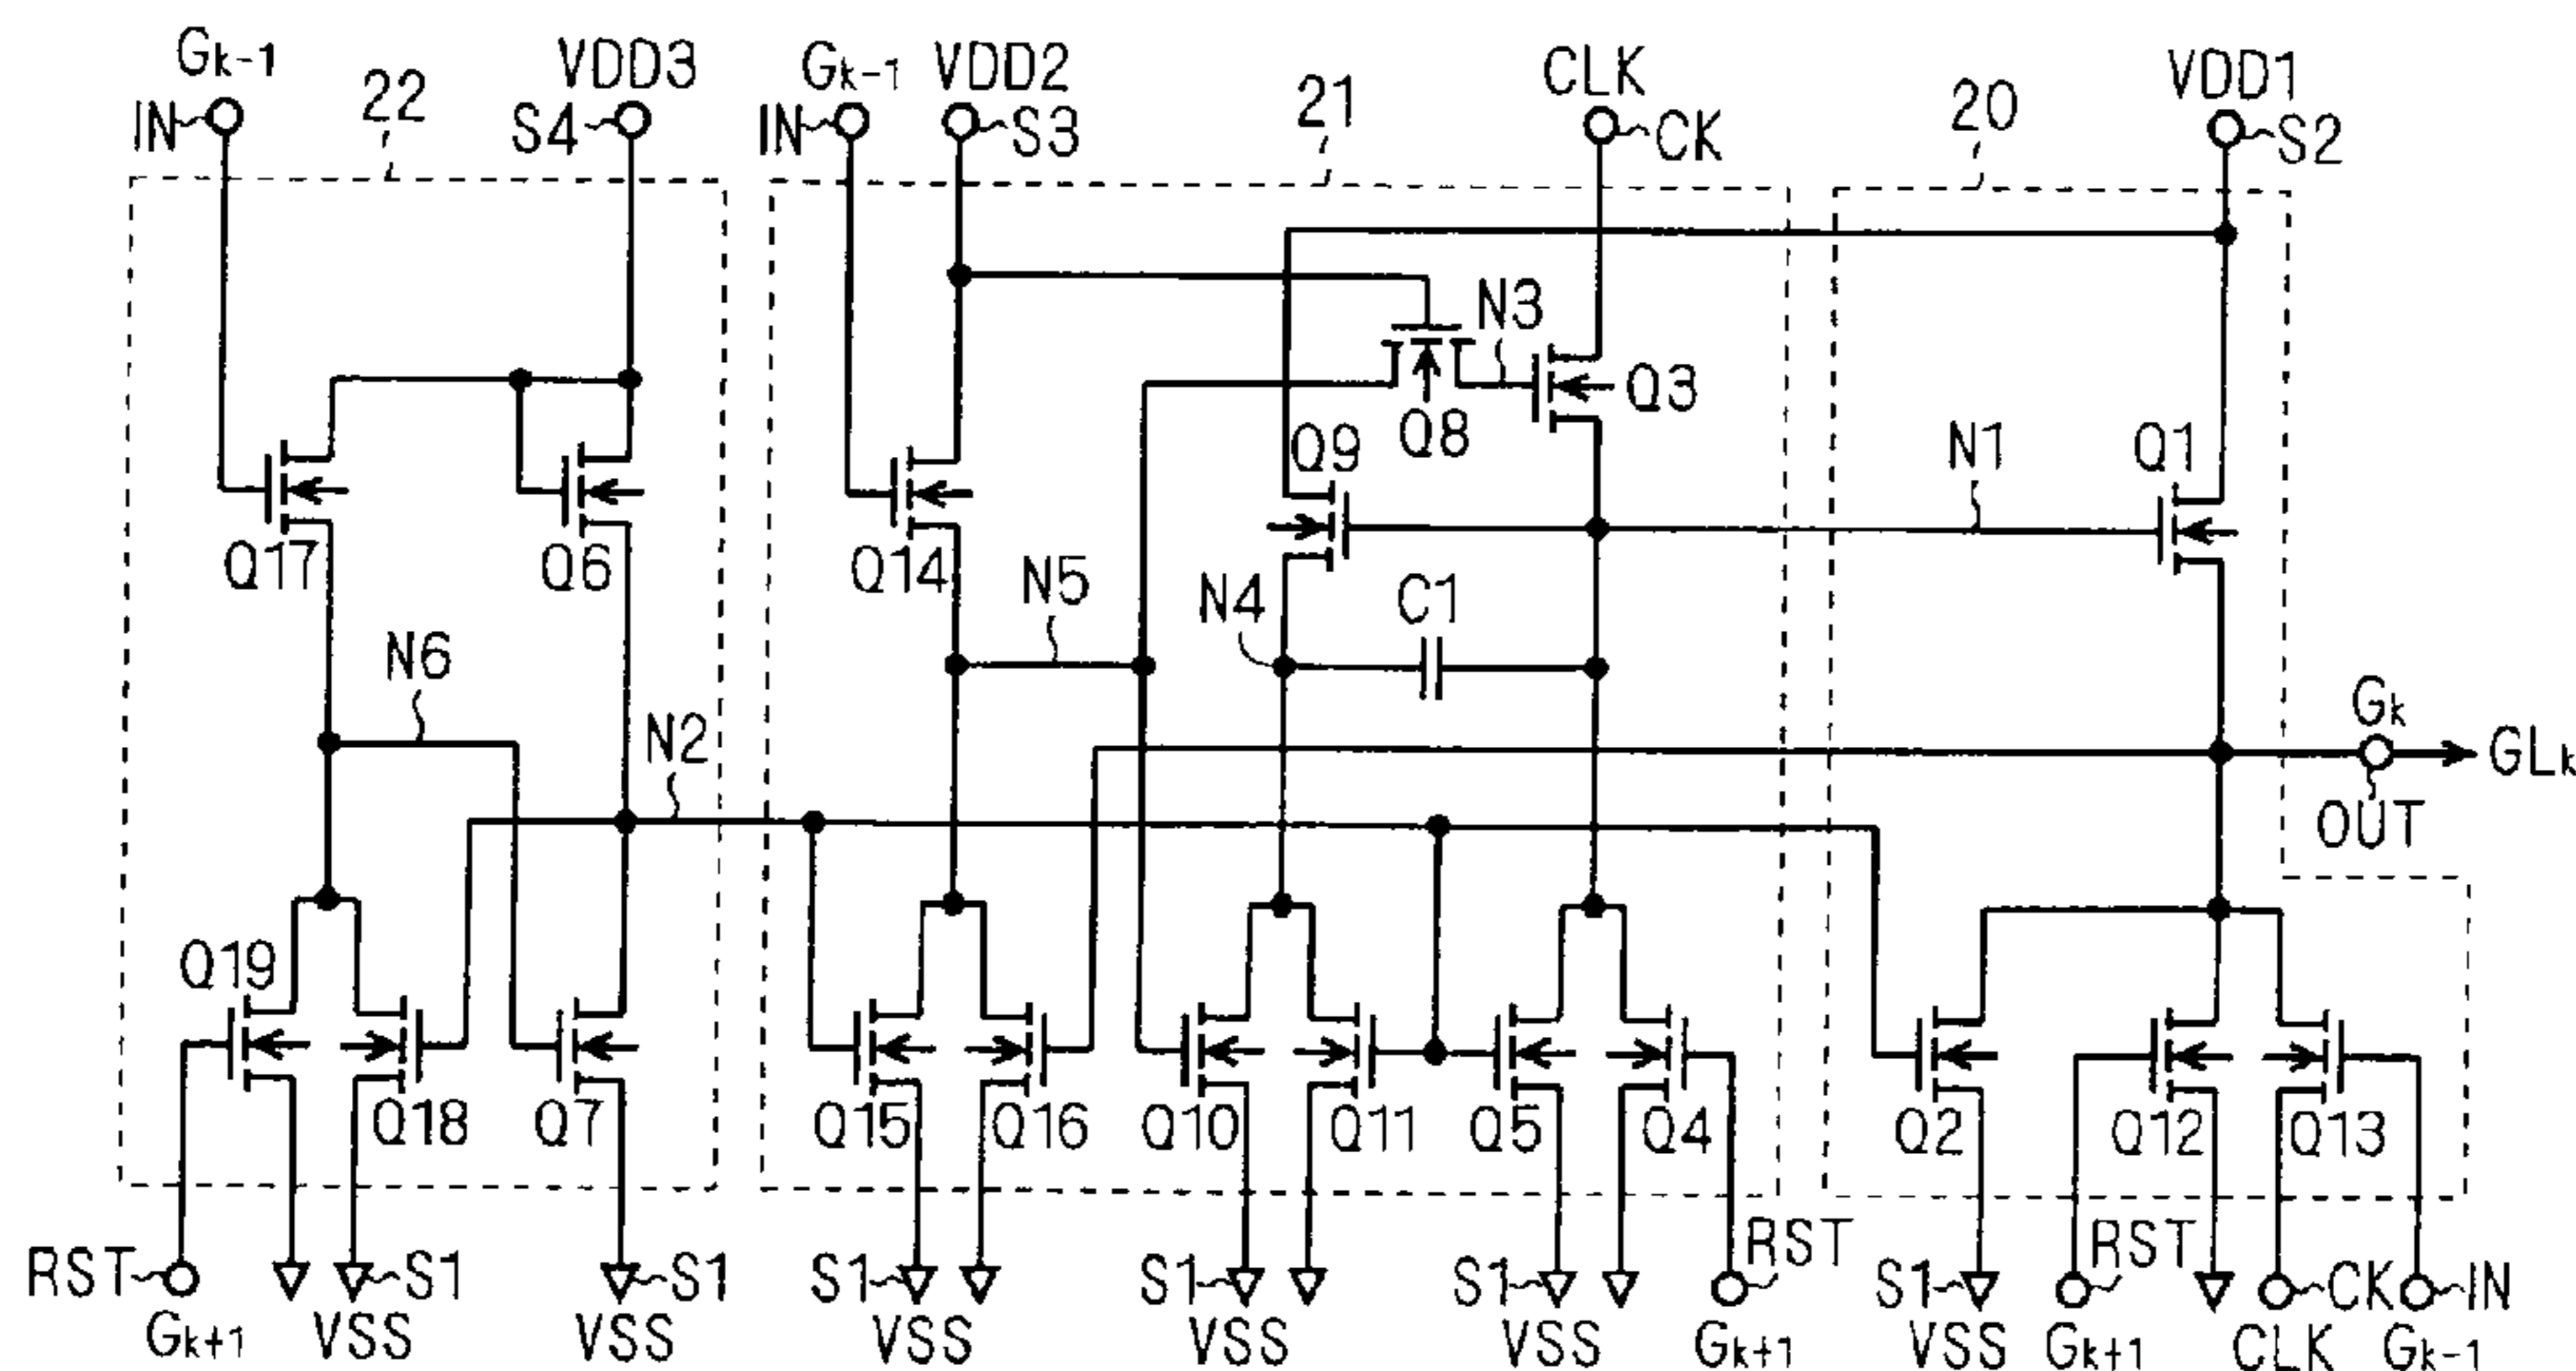 Gk-1 VDD3 Gk-1 VDD2 CLK VDD1
IN 22 S4 IN S3 21 CK 20 S2
N3
Q8 Q3
Q9 N1 Q1
Q17 Q6 Q14
N5 N4 C1
N6
N2
Gk GLk
OUT
Q19
Q18 Q7 Q15 Q16 Q10 Q11 Q5 Q4 Q2 Q12 Q13
RST RST
RST S1 S1 S1 S1 S1 S1 CK IN
Gk+1 VSS VSS VSS VSS VSS Gk+1 VSS Gk+1 CLK Gk-1